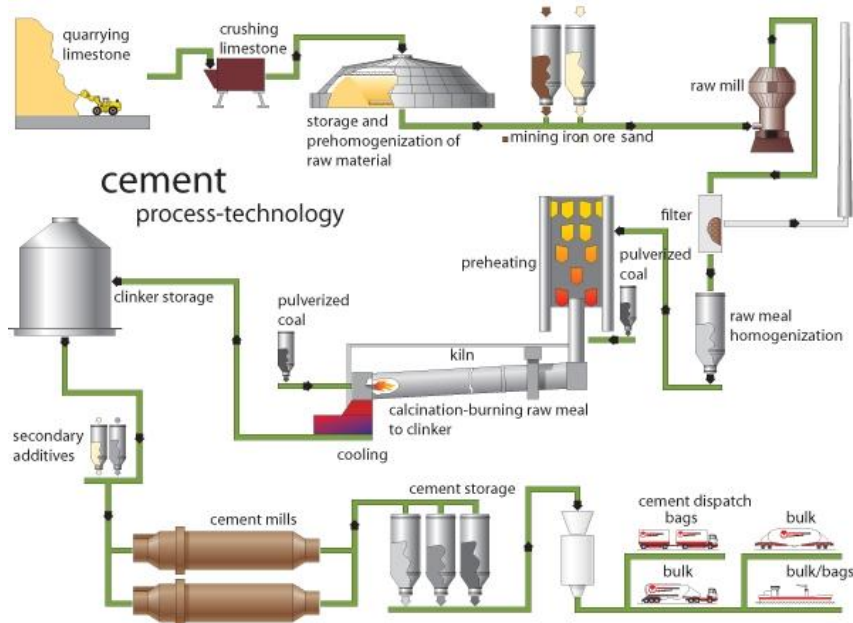 quarrying
limestone
crushing
limestone
storage and
prehomogenization of
raw material
mining iron ore sand
raw mill
cement
process-technology
filter
preheating
pulverized
coal
raw meal
homogenization
clinker storage
pulverized
coal
kiln
calcination-burning raw meal
to clinker
cooling
secondary
additives
cement mills
cement storage
cement dispatch
bags
bulk
bulk
bulk/bags